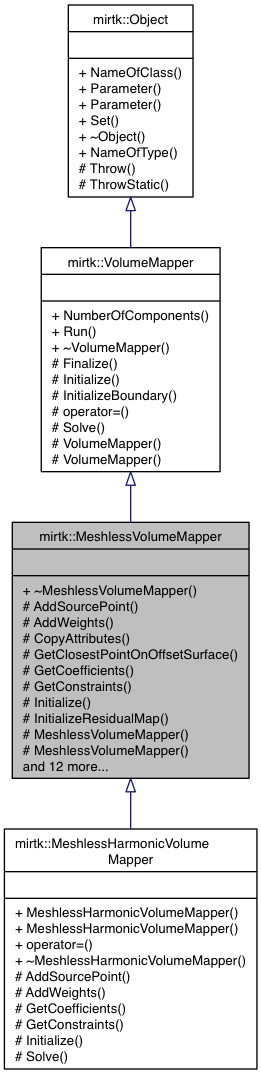 mirtk::Object
+ NameOfClass()
+ Parameter()
+ Parameter()
+ Set()
+ ~Object()
+ NameOfType()
# Throw()
# ThrowStatic()
mirtk::VolumeMapper
+ NumberOfComponents()
+ Run()
+ ~VolumeMapper()
# Finalize()
# Initialize()
# InitializeBoundary()
# operator=()
# Solve()
# VolumeMapper()
# VolumeMapper()
mirtk::MeshlessVolumeMapper
+ ~MeshlessVolumeMapper()
# AddSourcePoint()
# AddWeights()
# CopyAttributes()
# GetClosestPointOnOffsetSurface()
# GetCoefficients()
# GetConstraints()
# Initialize()
# InitializeResidualMap()
# MeshlessVolumeMapper()
# MeshlessVolumeMapper()
and 12 more...
mirtk::MeshlessHarmonicVolume
Mapper
+ MeshlessHarmonicVolumeMapper()
+ MeshlessHarmonicVolumeMapper()
+ operator=()
+ ~MeshlessHarmonicVolumeMapper()
# AddSourcePoint()
# AddWeights()
# GetCoefficients()
# GetConstraints()
# Initialize()
# Solve()